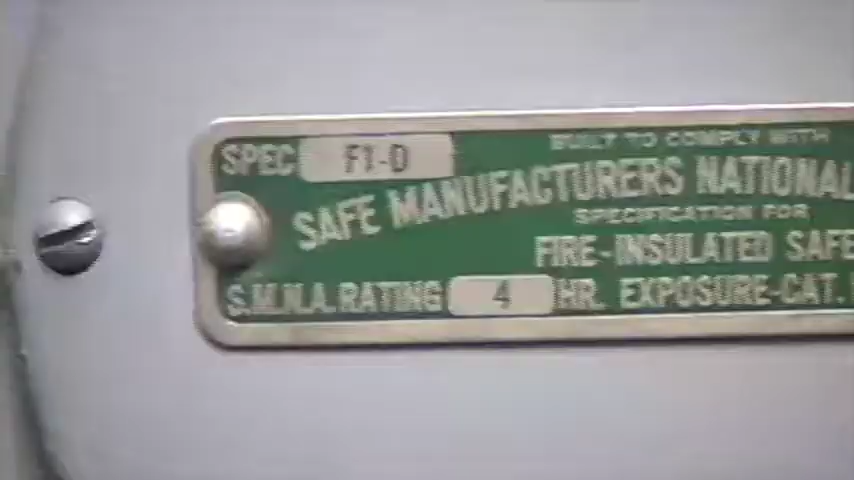 SPEC F1-D
BUILT TO COMPLY WITH
SAFE MANUFACTURERS NATIONAL
SPECIFICATION FOR
FIRE-INSULATED SAFE
S.M.N.A. RATING 4 HR. EXPOSURE-CAT.